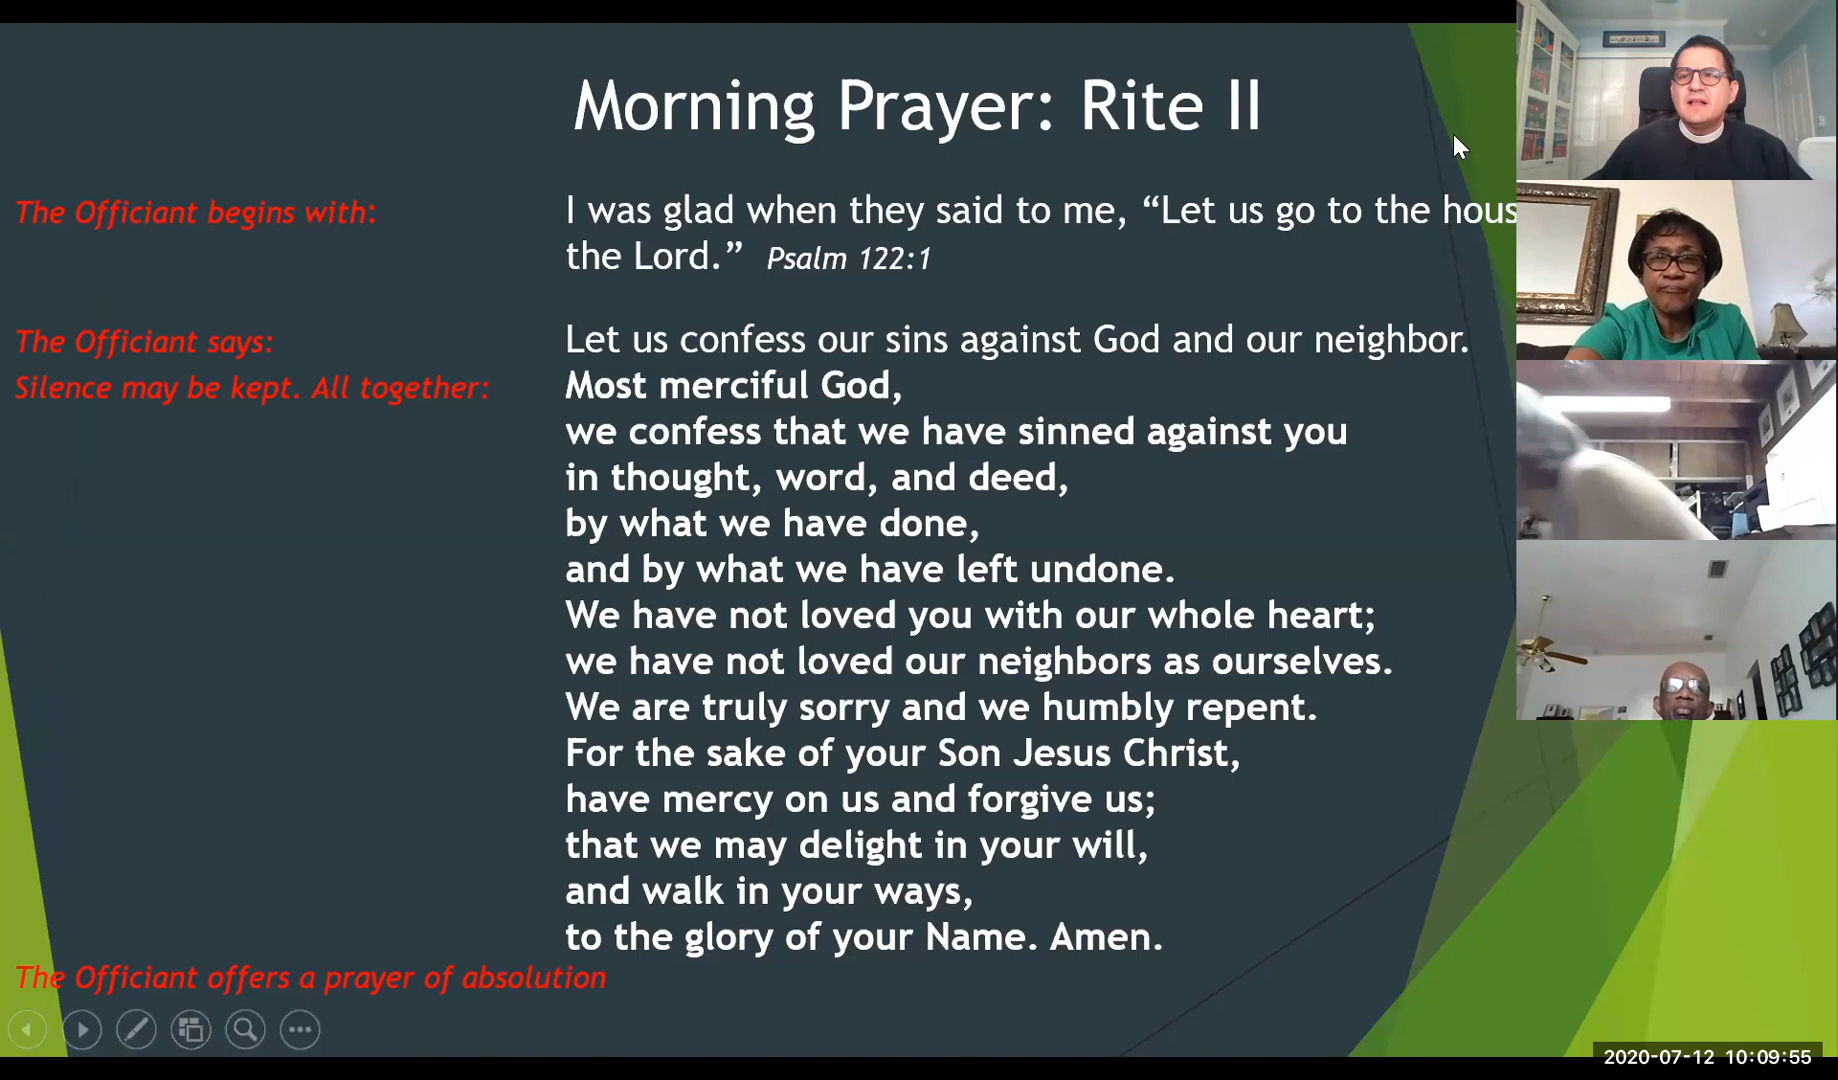 Morning Prayer: Rite II
The Officiant begins with:
I was glad when they said to me, “Let us go to the
the Lord.” Psalm 122:1
The Officiant says:
Let us confess our sins against God and our neighbor.
Silence may be kept. All together:
Most merciful God,
we confess that we have sinned against you
in thought, word, and deed,
by what we have done,
and by what we have left undone.
We have not loved you with our whole heart;
we have not loved our neighbors as ourselves.
We are truly sorry and we humbly repent.
For the sake of your Son Jesus Christ,
have mercy on us and forgive us;
that we may delight in your will,
and walk in your ways,
to the glory of your Name. Amen.
The Officiant offers a prayer of absolution
2020-07-12 10:09:55